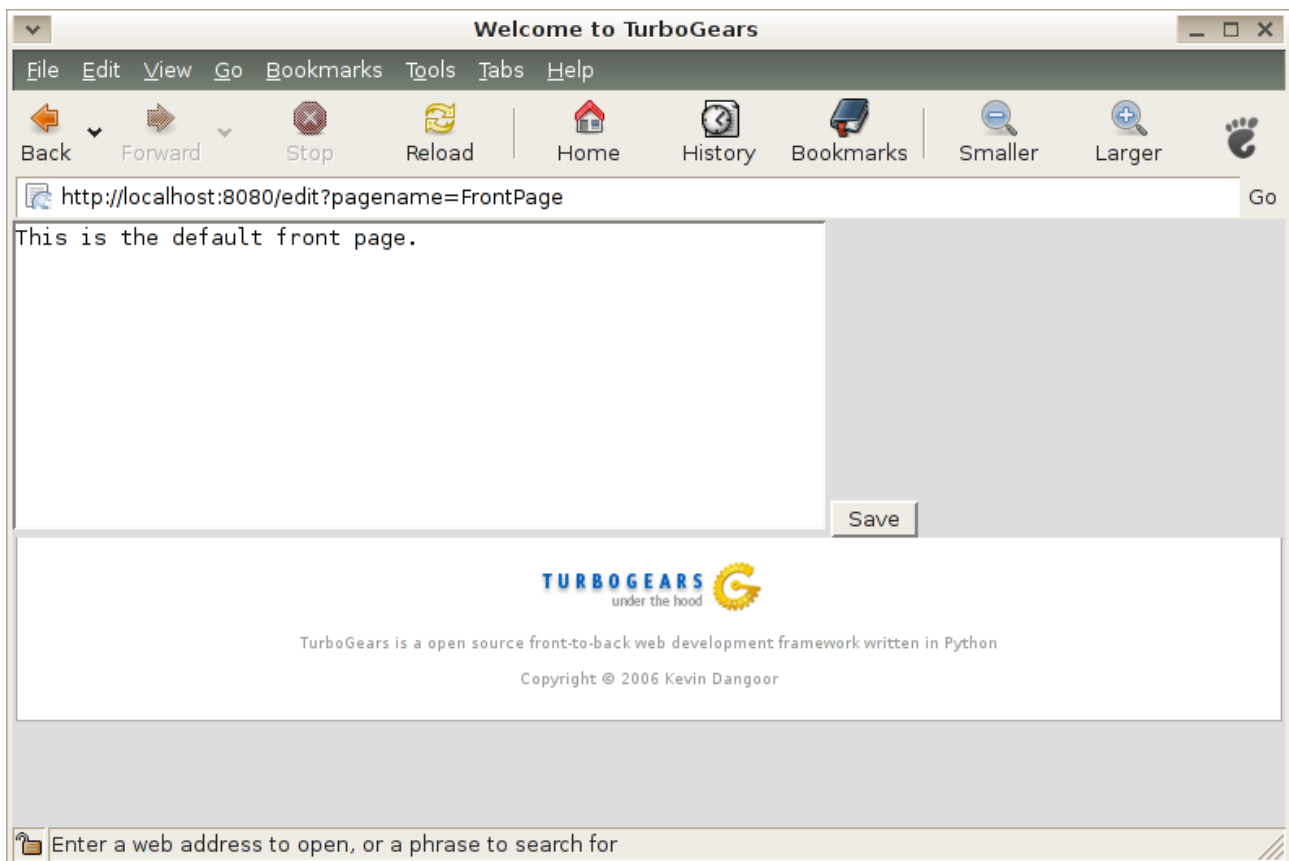 Welcome to TurboGears
File Edit View Go Bookmarks Tools Tabs Help
Back Forward Stop Reload Home History Bookmarks Smaller Larger
http://localhost:8080/edit?pagename=FrontPage Go
This is the default front page.
Save
TURBOGEARS
under the hood
TurboGears is a open source front-to-back web development framework written in Python
Copyright © 2006 Kevin Dangoor
Enter a web address to open, or a phrase to search for